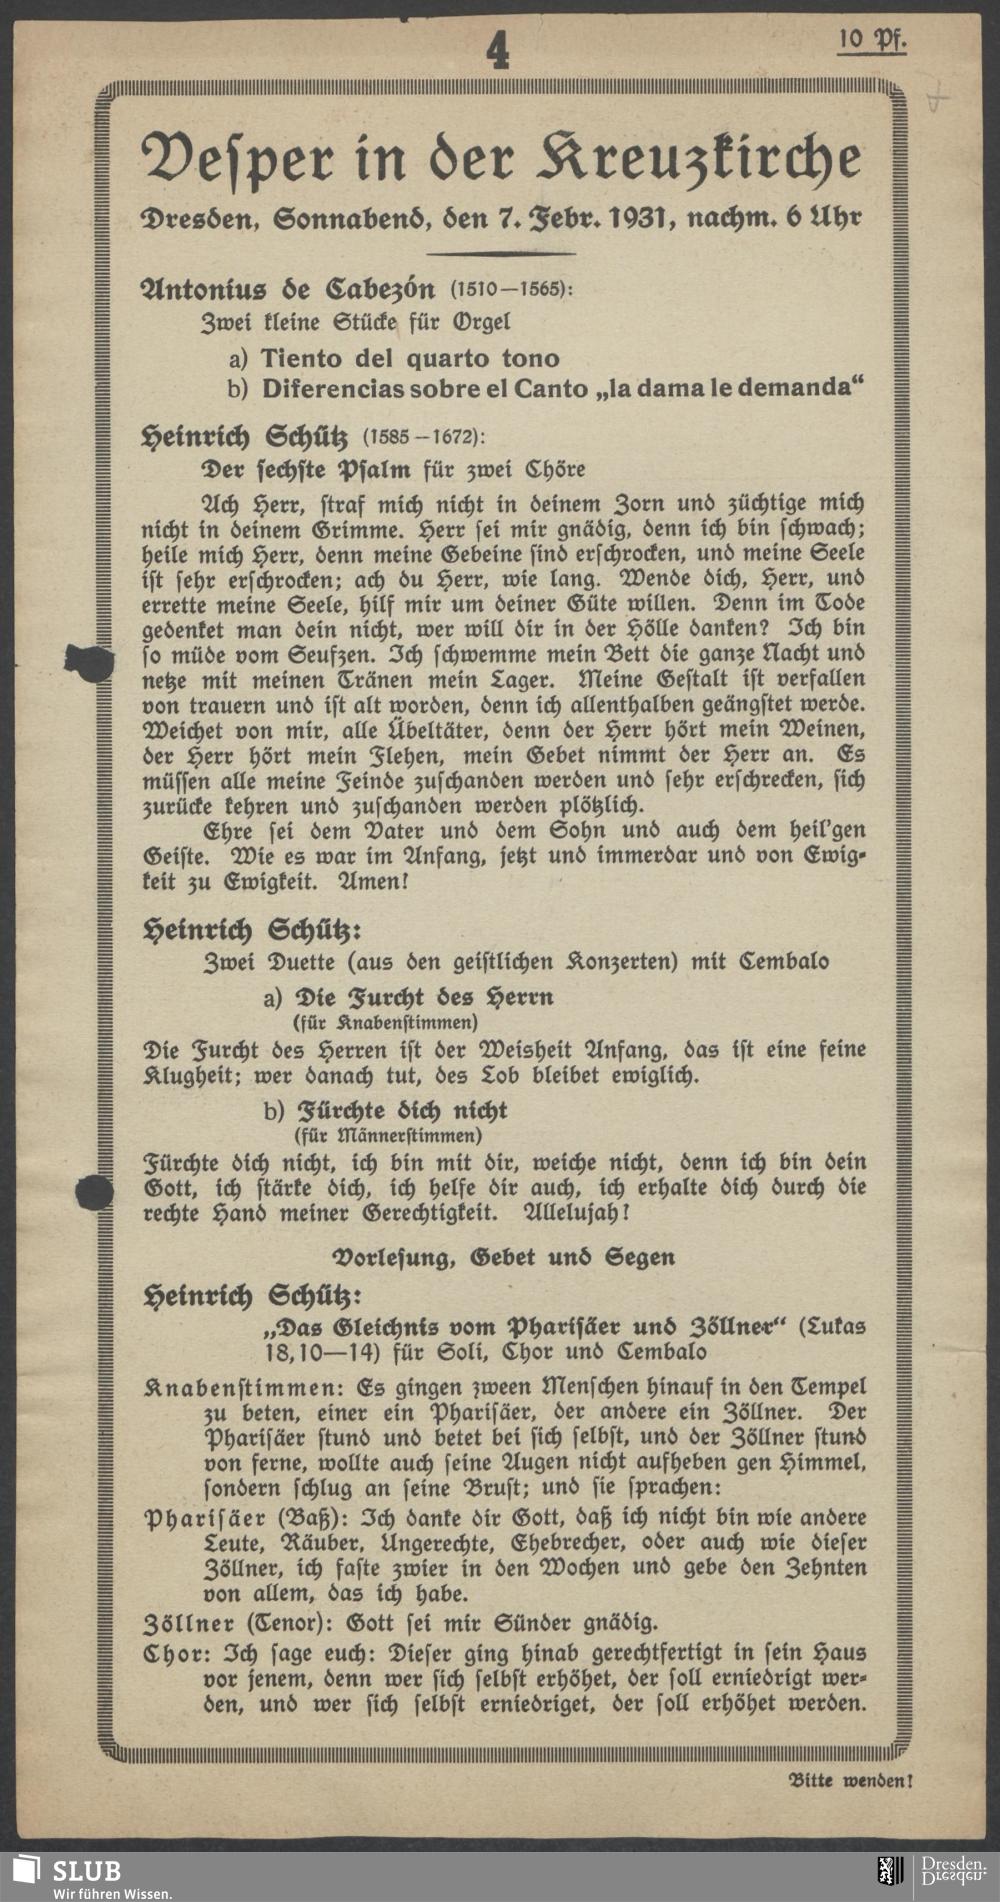 4
10 Pf.
Vesper in der Kreuzkirche
Dresden, Sonnabend, den 7. Febr. 1931, nachm. 6 Uhr
Antonius de Cabezón (1510—1565):
Zwei kleine Stücke für Orgel
a) Tiento del quarto tono
b) Diferencias sobre el Canto „la dama le demanda“
Heinrich Schütz (1585–1672):
Der sechste Psalm für zwei Chöre
Ach Herr, straf mich nicht in deinem Zorn und züchtige mich
nicht in deinem Grimme. Herr sei mir gnädig, denn ich bin schwach;
heile mich Herr, denn meine Gebeine sind erschrocken, und meine Seele
ist sehr erschrocken; ach du Herr, wie lang. Wende dich, Herr, und
errette meine Seele, hilf mir um deiner Güte willen. Denn im Tode
gedenket man dein nicht, wer will dir in der Hölle danken? Ich bin
so müde vom Seufzen. Ich schwemme mein Bett die ganze Nacht und
netze mit meinen Tränen mein Lager. Meine Gestalt ist verfallen
von trauern und ist alt worden, denn ich allenthalben geängstet werde.
Weichet von mir, alle Übeltäter, denn der Herr hört mein Weinen,
der Herr hört mein Flehen, mein Gebet nimmt der Herr an. Es
müssen alle meine Feinde zuschanden werden und sehr erschrecken, sich
zurücke kehren und zuschanden werden plötzlich.
Ehre sei dem Vater und dem Sohn und auch dem heil'gen
Geiste. Wie es war im Anfang, jetzt und immerdar und von Ewig-
keit zu Ewigkeit. Amen!
Heinrich Schütz:
Zwei Duette (aus den geistlichen Konzerten) mit Cembalo
a) Die Furcht des Herrn
(für Knabenstimmen)
Die Furcht des Herren ist der Weisheit Anfang, das ist eine feine
Klugheit; wer danach tut, des Lob bleibet ewiglich.
b) Fürchte dich nicht
(für Männerstimmen)
Fürchte dich nicht, ich bin mit dir, weiche nicht, denn ich bin dein
Gott, ich stärke dich, ich helfe dir auch, ich erhalte dich durch die
rechte Hand meiner Gerechtigkeit. Allelujah!
Vorlesung, Gebet und Segen
Heinrich Schütz:
„Das Gleichnis vom Pharisäer und Zöllner“ (Lukas
18,10—14) für Soli, Chor und Cembalo
Knabenstimmen: Es gingen zween Menschen hinauf in den Tempel
zu beten, einer ein Pharisäer, der andere ein Zöllner. Der
Pharisäer stund und betet bei sich selbst, und der Zöllner stund
von ferne, wollte auch seine Augen nicht aufheben gen Himmel,
sondern schlug an seine Brust; und sie sprachen:
Pharisäer (Baß): Ich danke dir Gott, daß ich nicht bin wie andere
Leute, Räuber, Ungerechte, Ehebrecher, oder auch wie dieser
Zöllner, ich faste zwier in den Wochen und gebe den Zehnten
von allem, das ich habe.
Zöllner (Tenor): Gott sei mir Sünder gnädig.
Chor: Ich sage euch: Dieser ging hinab gerechtfertigt in sein Haus
vor jenem, denn wer sich selbst erhöhet, der soll erniedrigt wer-
den, und wer sich selbst erniedriget, der soll erhöhet werden.
Bitte wenden!
SLUB
Wir führen Wissen.
Dresden.
Dresden.